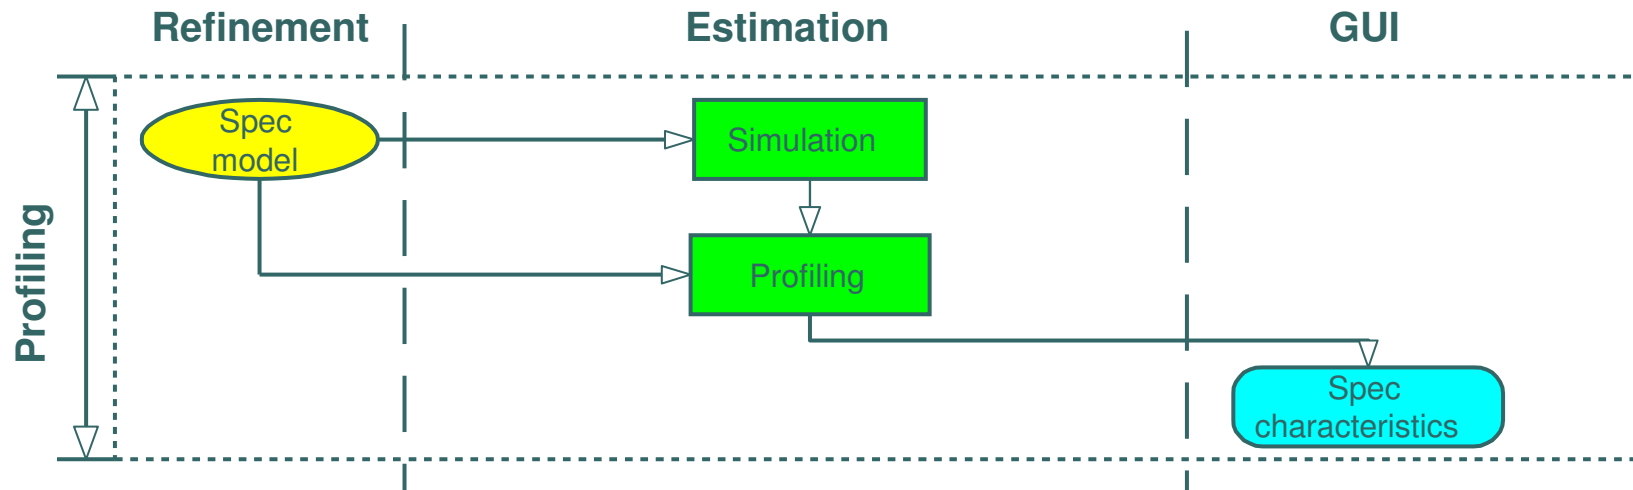 Refinement
Estimation
GUI
Profiling
Spec
model
Simulation
Profiling
Spec
characteristics